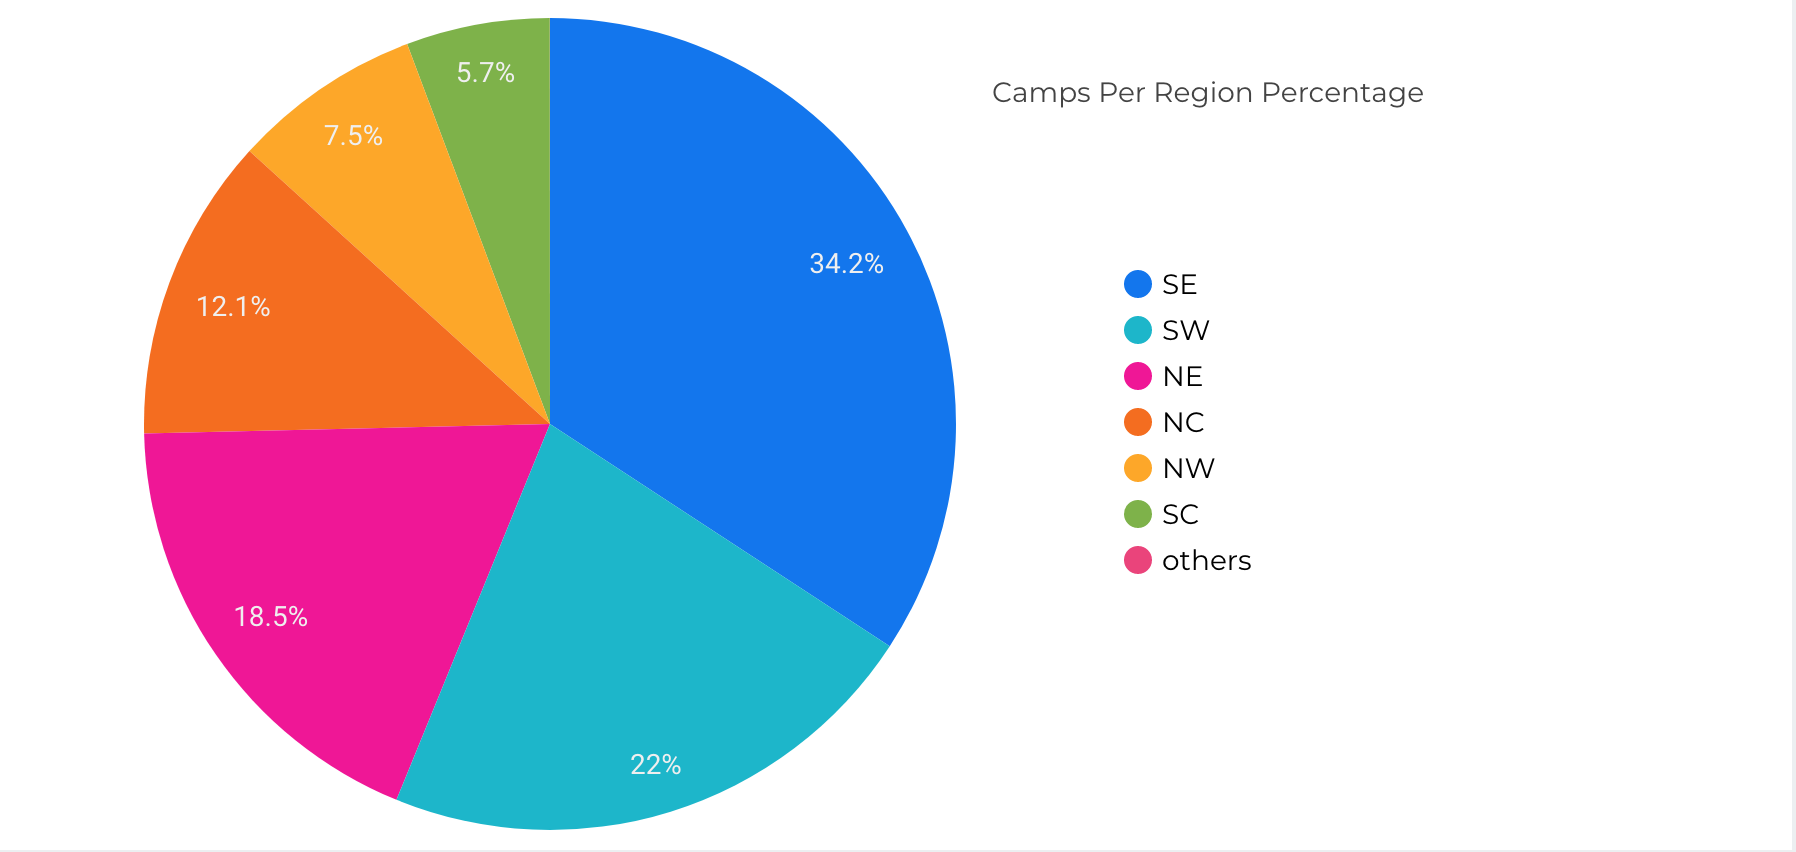 Camps Per Region Percentage
5.7%
7.5%
34.2%
12.1%
18.5%
22%
SE
SW
NE
NC
NW
SC
others